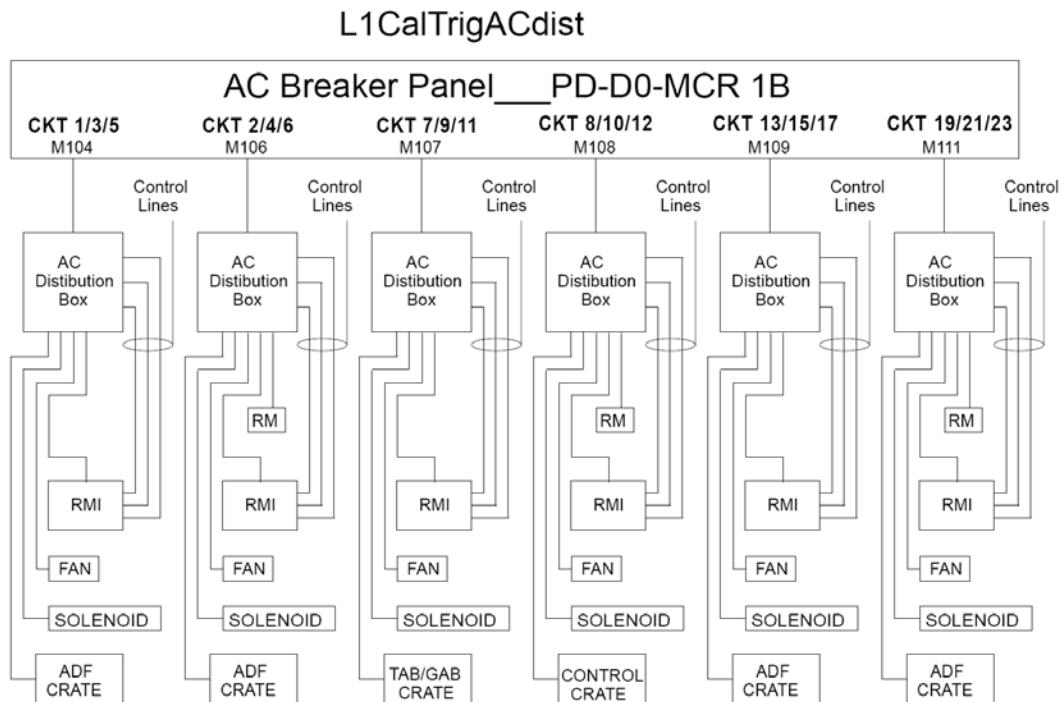 L1CalTrigACdist
AC Breaker Panel___PD-D0-MCR 1B
CKT 1/3/5 CKT 2/4/6 CKT 7/9/11 CKT 8/10/12 CKT 13/15/17 CKT 19/21/23
M104 M106 M107 M108 M109 M111
Control Control Control Control Control Control
Lines Lines Lines Lines Lines Lines
AC AC AC AC AC AC
Distibution Distibution Distibution Distibution Distibution Distibution
Box Box Box Box Box Box
RM RM RM
RMI RMI RMI RMI RMI RMI
FAN FAN FAN FAN FAN FAN
SOLENOID SOLENOID SOLENOID SOLENOID SOLENOID SOLENOID
ADF ADF TAB/GAB CONTROL ADF ADF
CRATE CRATE CRATE CRATE CRATE CRATE